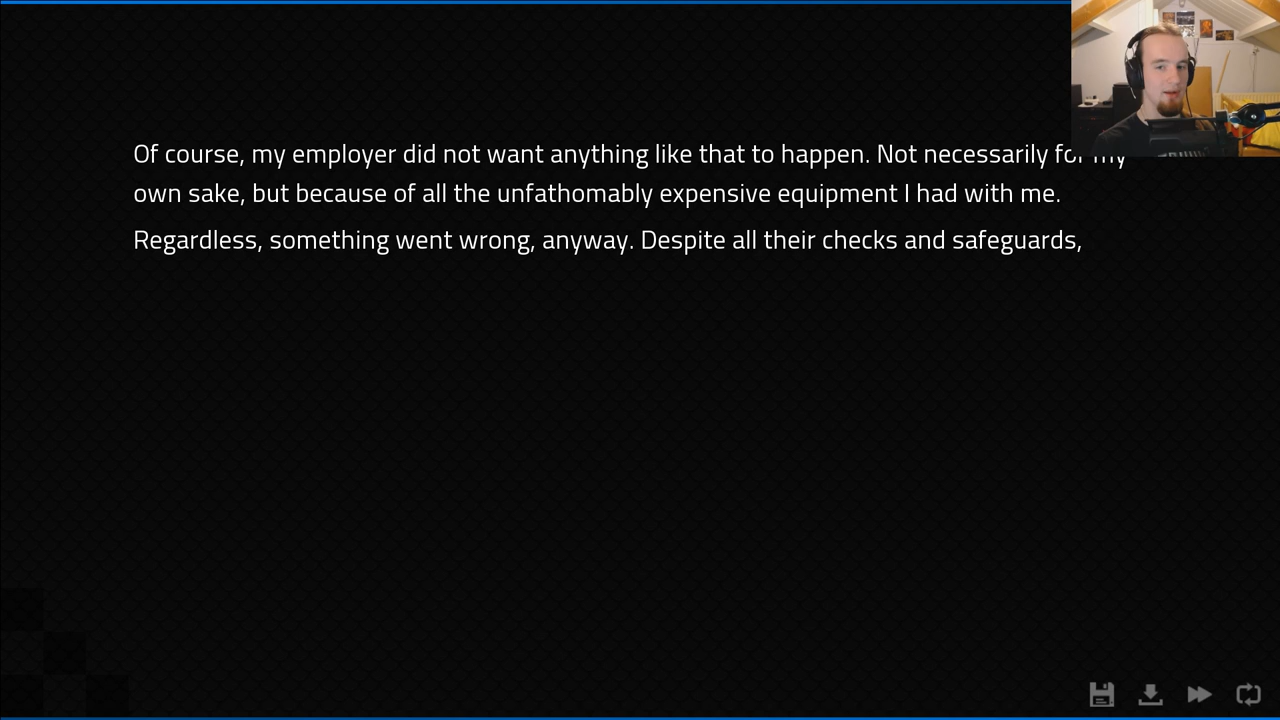 Of course, my employer did not want anything like that to happen. Not necessarily for my
own sake, but because of all the unfathomably expensive equipment I had with me.
Regardless, something went wrong, anyway. Despite all their checks and safeguards,